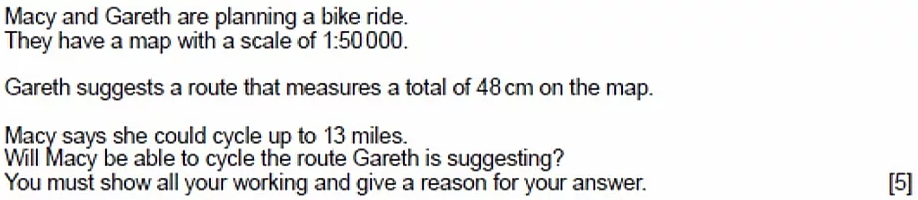 Macy and Gareth are planning a bike ride.
They have a map with a scale of 1:50 000.
Gareth suggests a route that measures a total of 48 cm on the map.
Macy says she could cycle up to 13 miles.
Will Macy be able to cycle the route Gareth is suggesting?
You must show all your working and give a reason for your answer. [5]